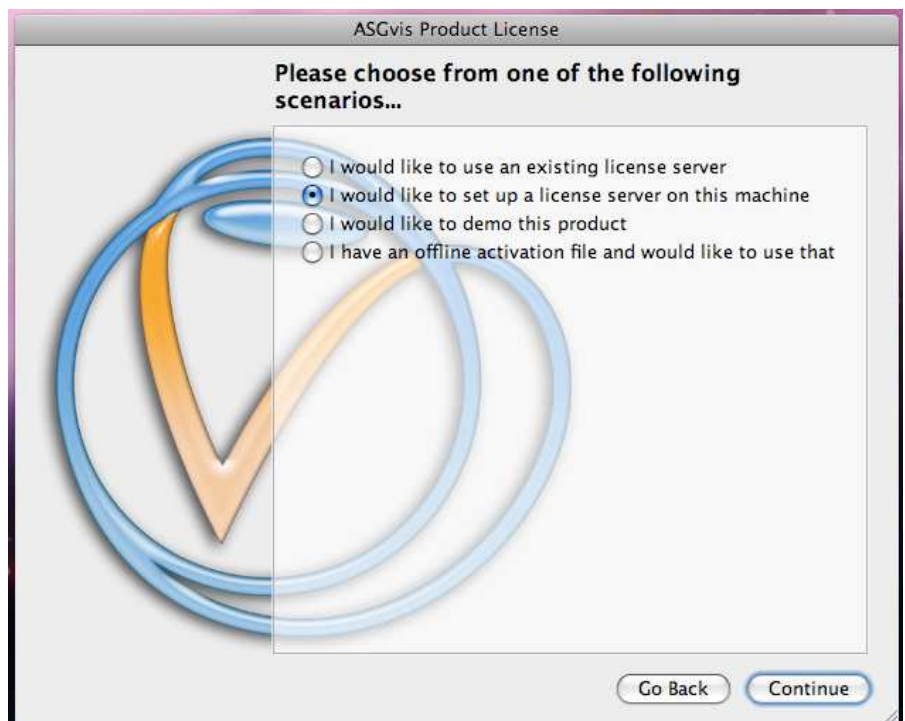 ASGvis Product License
Please choose from one of the following
scenarios...
I would like to use an existing license server
I would like to set up a license server on this machine
I would like to demo this product
I have an offline activation file and would like to use that
Go Back
Continue